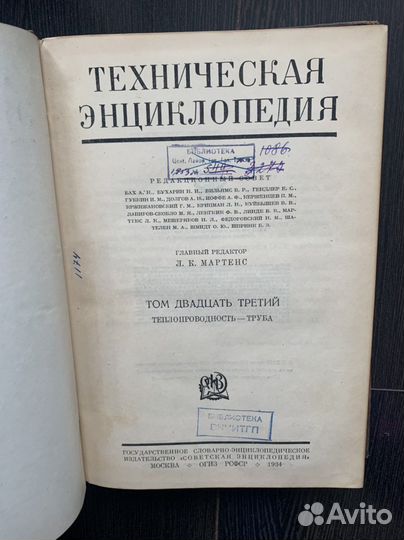 ТЕХНИЧЕСКАЯ
ЭНЦИКЛОПЕДИЯ
БИБЛИОТЕКА
1086
РЕДАКЦИОННЫЙ СОВЕТ
БАХ А. Н., БУХАРИН Н. И., ВИЛЬЯМС В. Р., ГЕНДЛЕР Е. С.,
ГУБКИН И. М., ДОЛГОВ А. Н., ИОФФЕ А. Ф., КЕРЖЕНЦЕВ П. М.,
КРЖИЖАНОВСКИЙ Г. М., КРИЦМАН Л. Н., КУЙБЫШЕВ В. В.,
ЛАПИРОВ-СКОБЛО М. Я., ЛЕНГНИК Ф. В., ЛИНДЕ В. В., МАР-
ТЕНС Л. К., МЕЩЕРЯКОВ Н. Л., ФЕДОРОВСКИЙ Н. М., ША-
ТЕЛЕН М. А., ШМИДТ О. Ю., ШПРИНК Б. Э.
ГЛАВНЫЙ РЕДАКТОР
Л. К. МАРТЕНС
1174
ТОМ ДВАДЦАТЬ ТРЕТИЙ
ТЕПЛОПРОВОДНОСТЬ—ТРУБА
БИБЛИОТЕКА
ГОСУДАРСТВЕННОЕ СЛОВАРНО-ЭНЦИКЛОПЕДИЧЕСКОЕ
ИЗДАТЕЛЬСТВО «СОВЕТСКАЯ ЭНЦИКЛОПЕДИЯ»
МОСКВА ОГИЗ РСФСР 1934
Avito